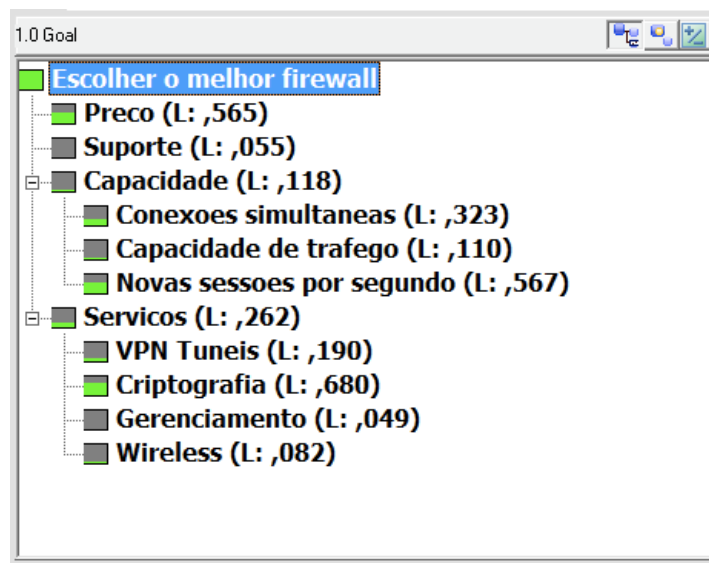 1.0 Goal
Escolher o melhor firewall
Preco (L: ,565)
Suporte (L: ,055)
Capacidade (L: ,118)
Conexoes simultaneas (L: ,323)
Capacidade de trafego (L: ,110)
Novas sessoes por segundo (L: ,567)
Servicos (L: ,262)
VPN Tuneis (L: ,190)
Criptografia (L: ,680)
Gerenciamento (L: ,049)
Wireless (L: ,082)